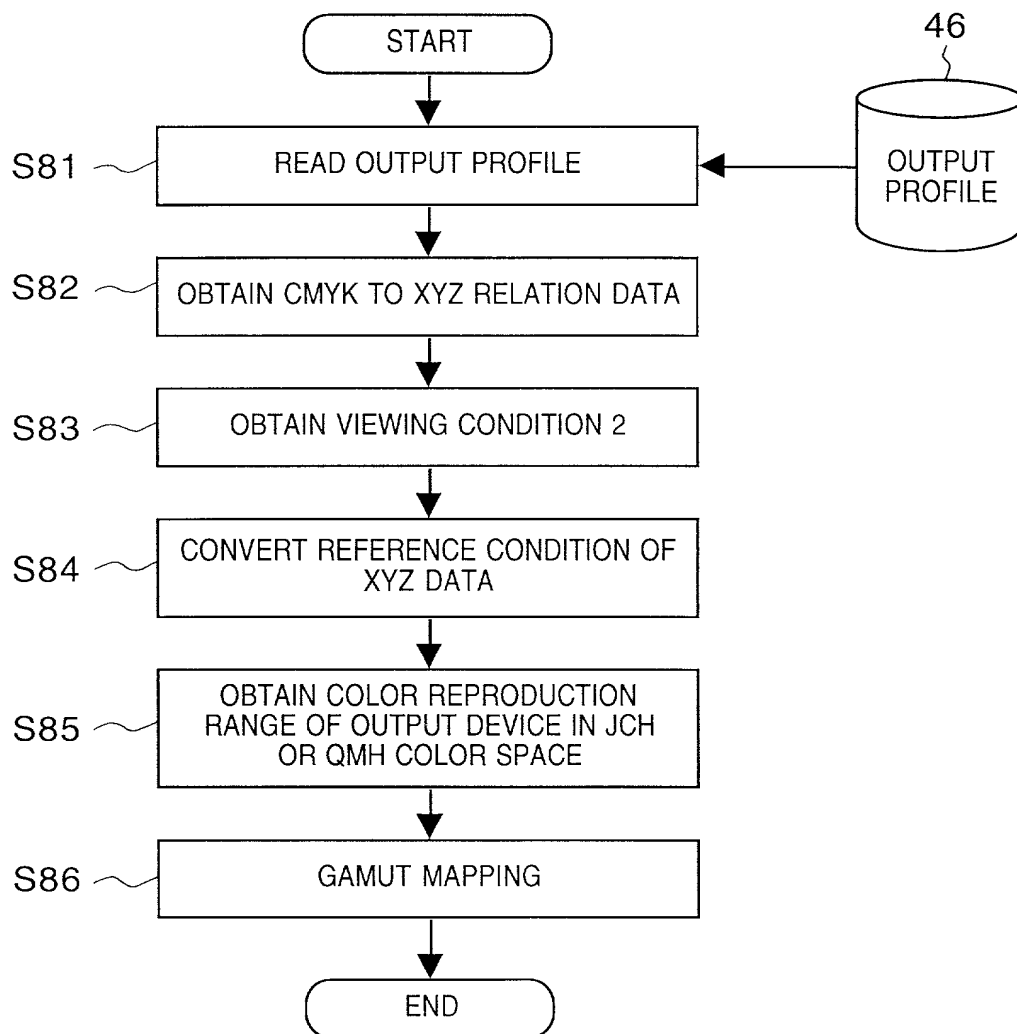 START
46
S81
READ OUTPUT PROFILE
OUTPUT
PROFILE
S82
OBTAIN CMYK TO XYZ RELATION DATA
S83
OBTAIN VIEWING CONDITION 2
S84
CONVERT REFERENCE CONDITION OF
XYZ DATA
S85
OBTAIN COLOR REPRODUCTION
RANGE OF OUTPUT DEVICE IN JCH
OR QMH COLOR SPACE
S86
GAMUT MAPPING
END